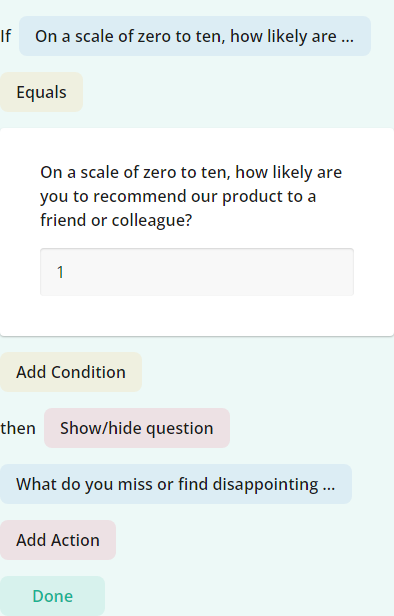 If On a scale of zero to ten, how likely are ...
Equals
On a scale of zero to ten, how likely are
you to recommend our product to a
friend or colleague?
1
Add Condition
then Show/hide question
What do you miss or find disappointing ...
Add Action
Done